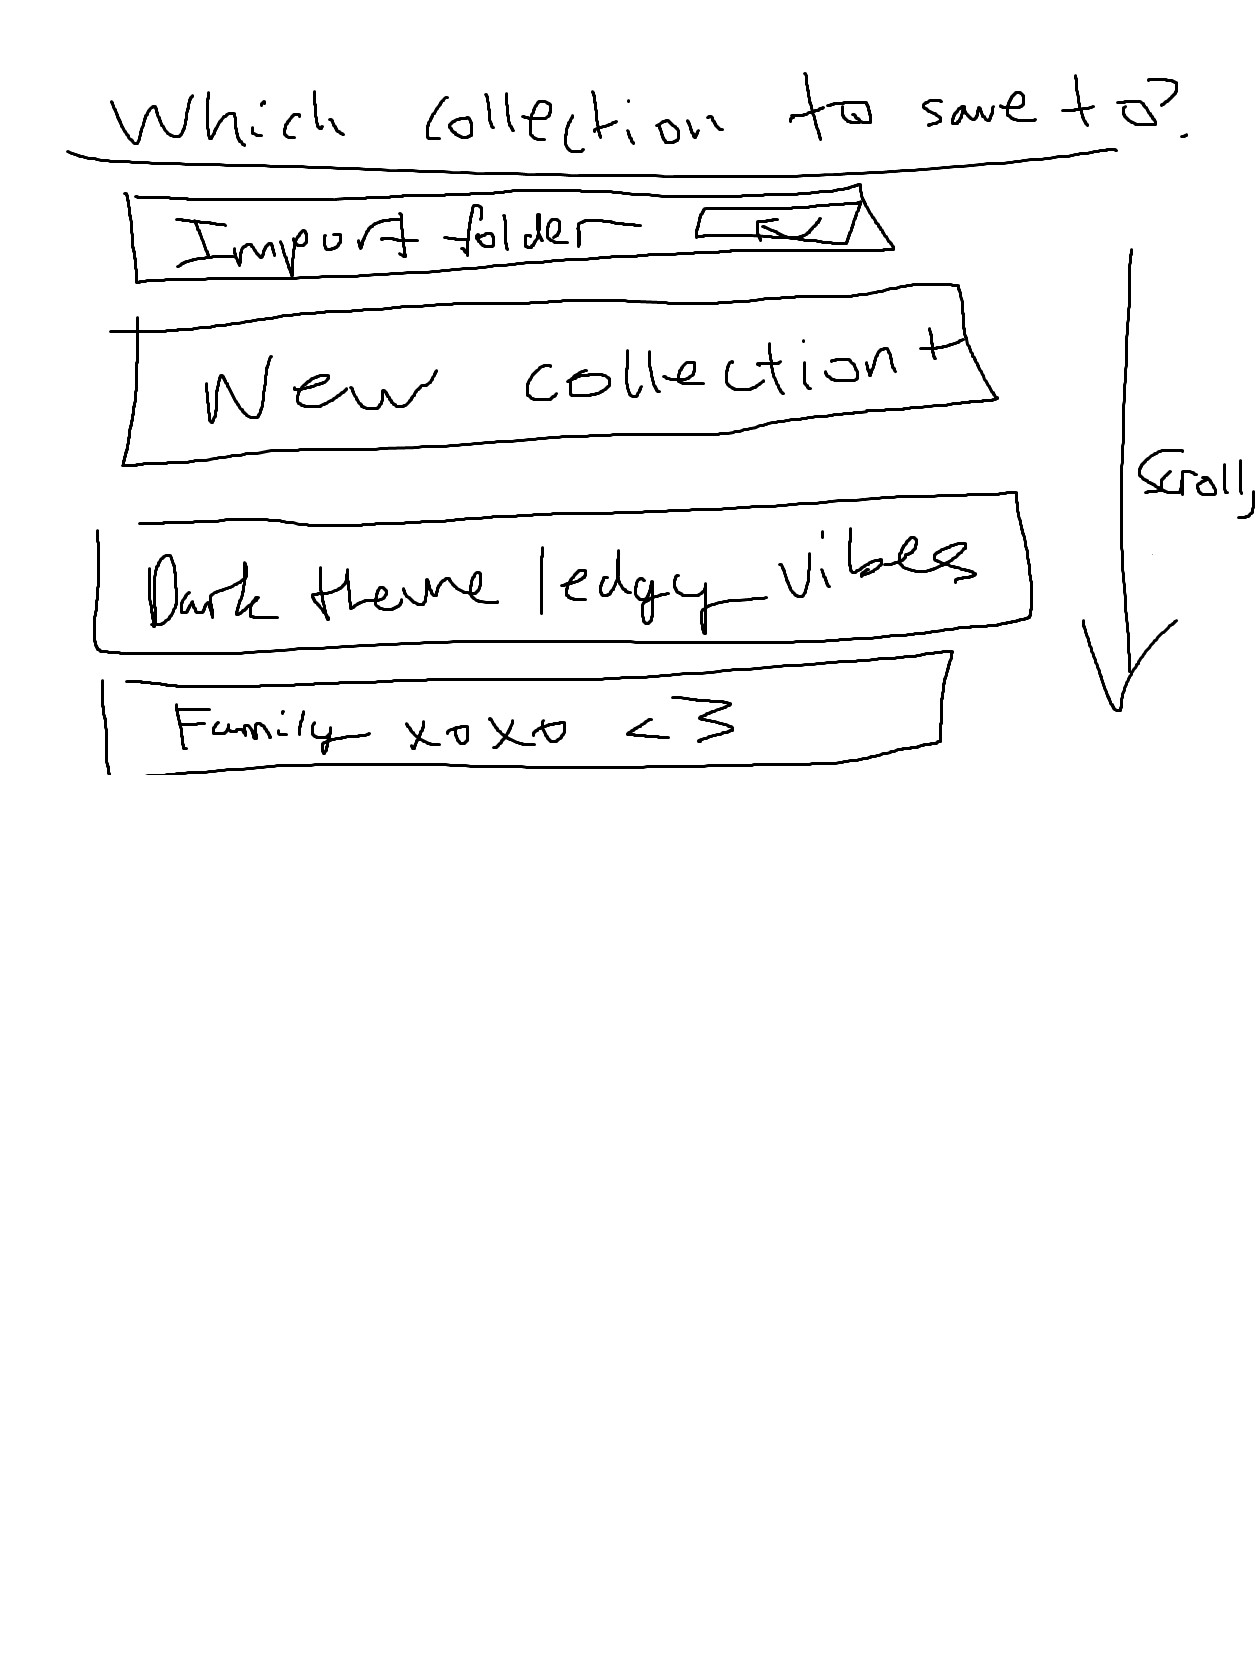 Which collection to save to?
Import folder
New collection +
Scroll
Dark theme / edgy vibes
Family xoxo <3